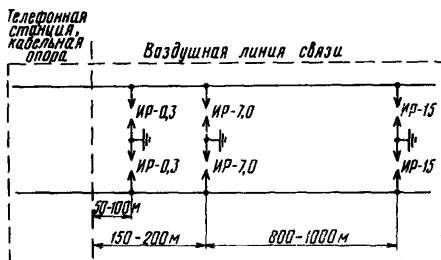 Телефонная
станция,
кабельная
опора
Воздушная линия связи
ИР-0,3
ИР-7,0
ИР-15
ИР-0,3
ИР-7,0
ИР-15
50-100м
150-200м
800-1000м